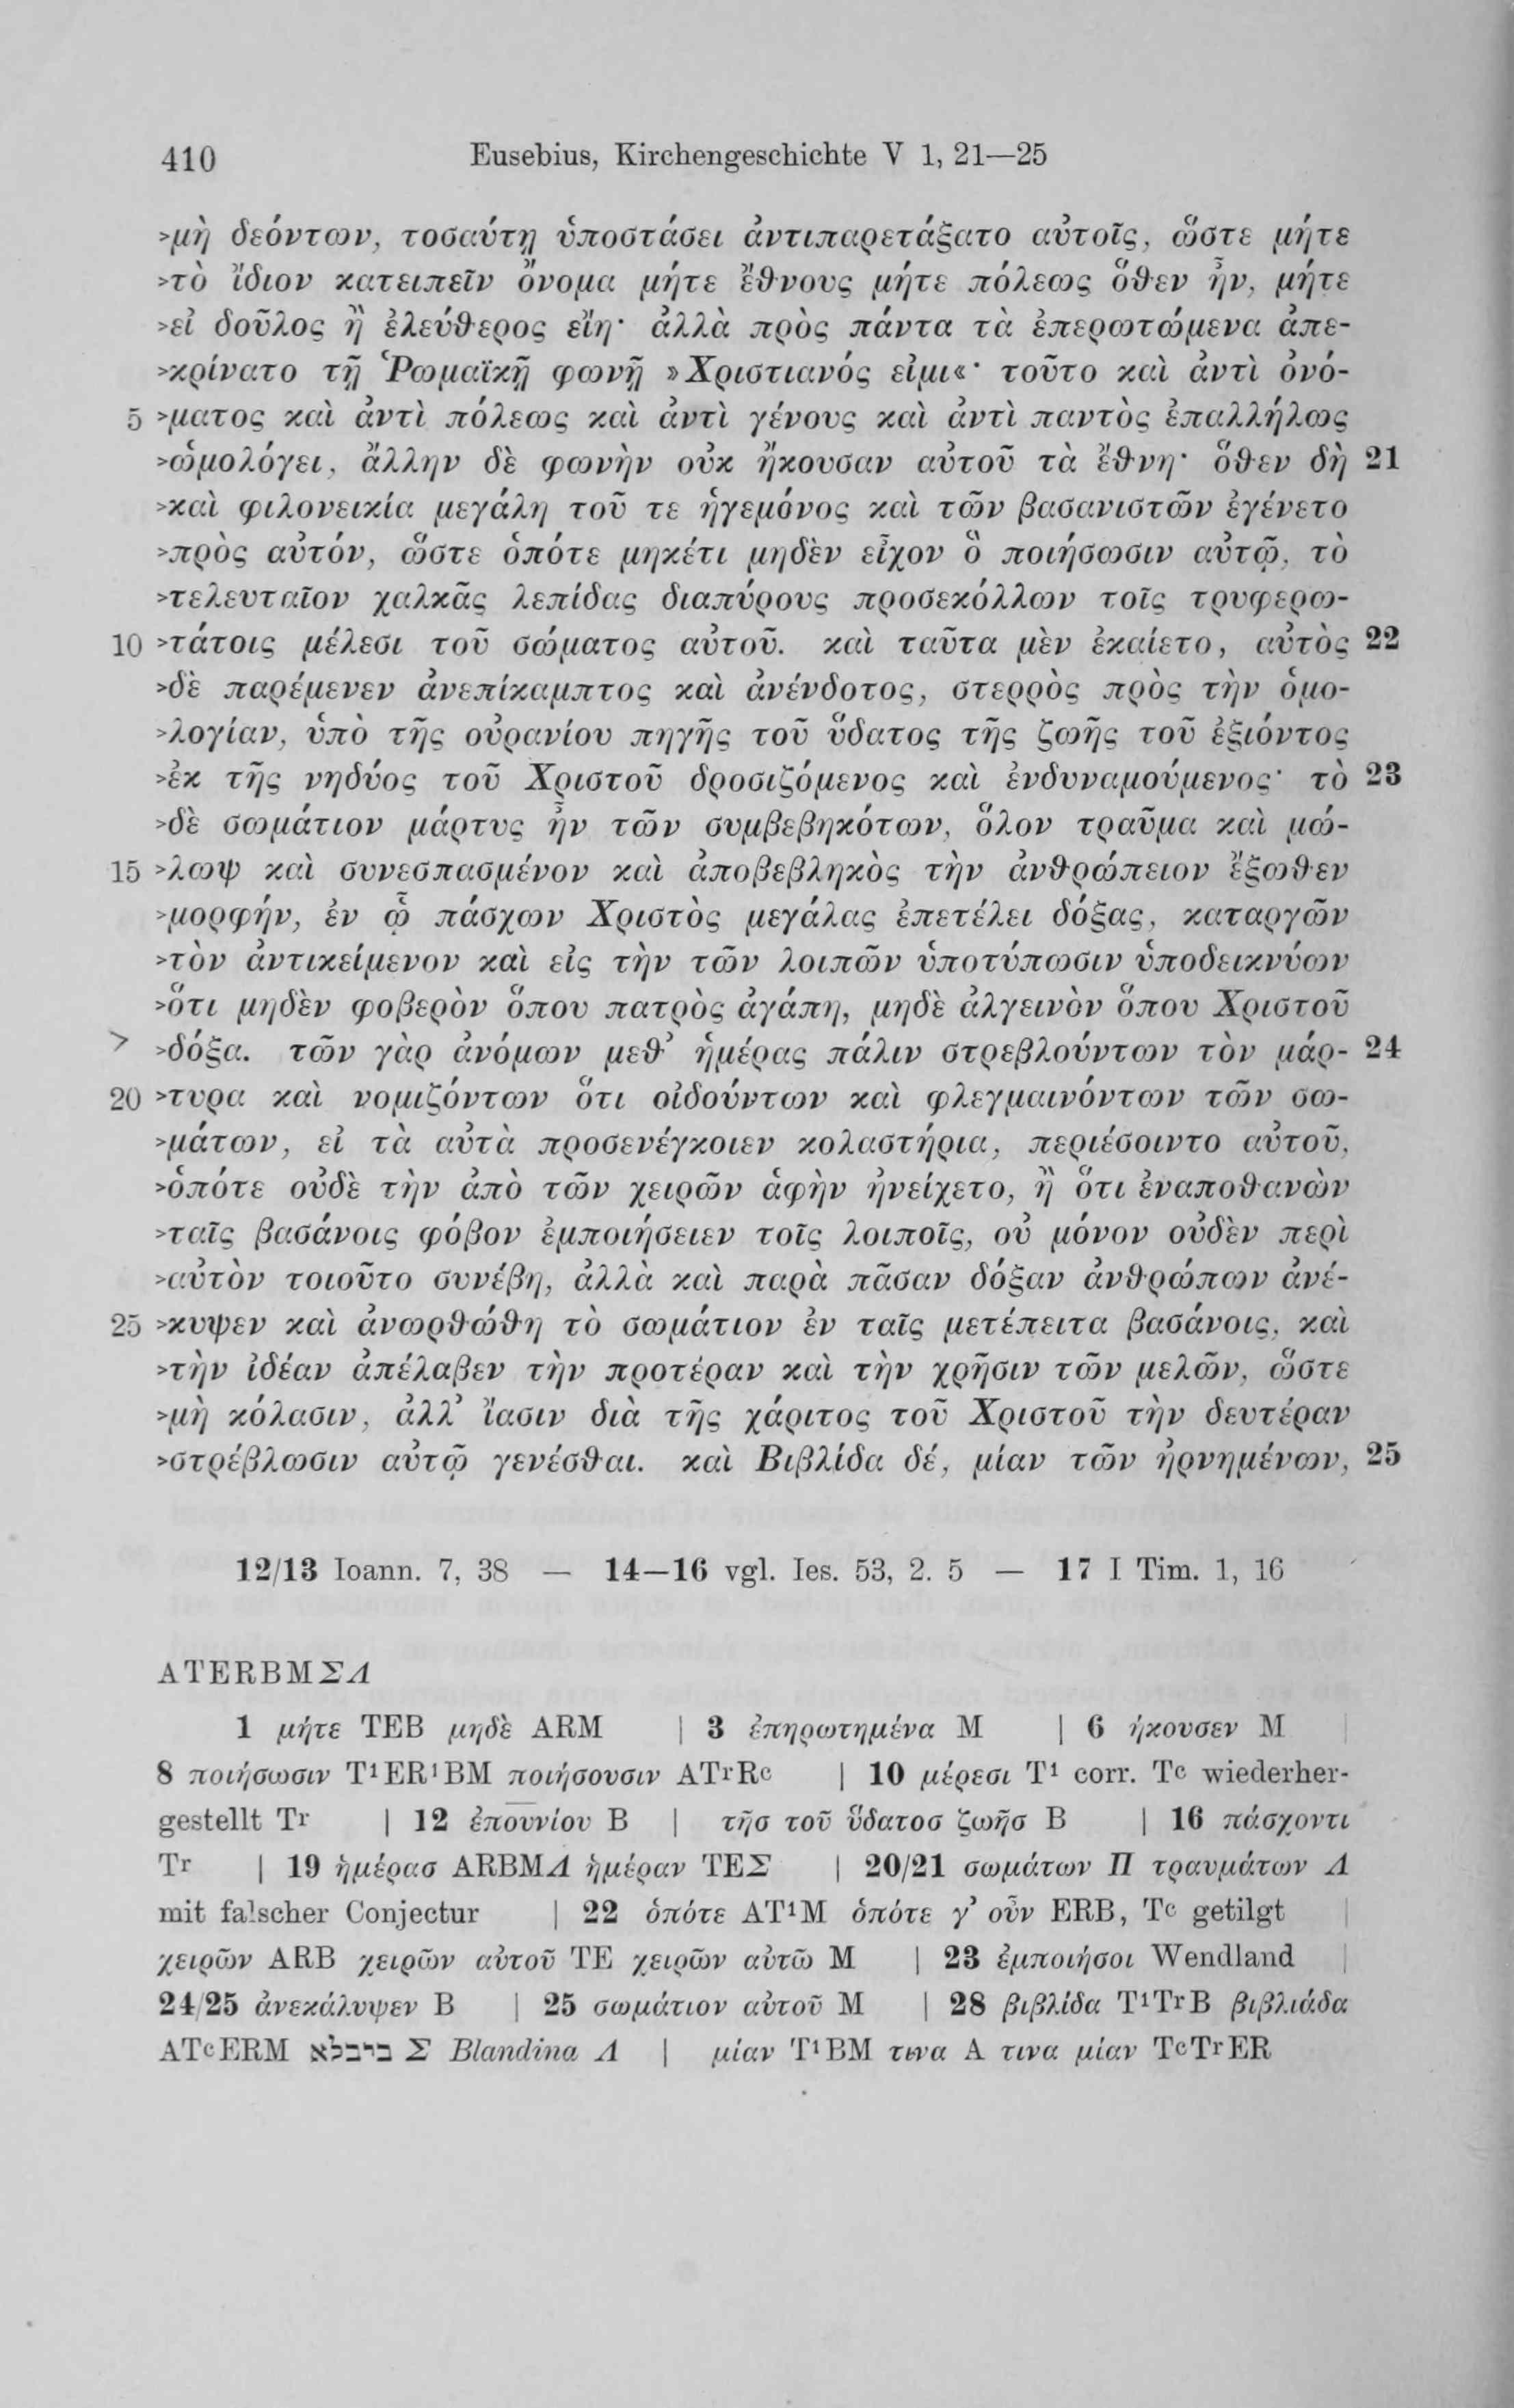 410 Eusebius, Kirchengeschichte V 1, 21—25
>μὴ δεόντων, τοσαύτῃ ὑποστάσει ἀντιπαρετάξατο αὐτοῖς, ὥστε μήτε
>τὸ ἴδιον κατειπεῖν ὄνομα μήτε ἔθνους μήτε πόλεως ὅθεν ἦν, μήτε
>εἰ δοῦλος ἢ ἐλεύθερος εἴη· ἀλλὰ πρὸς πάντα τὰ ἐπερωτώμενα ἀπε-
>κρίνατο τῇ Ῥωμαϊκῇ φωνῇ »Χριστιανός εἰμι«· τοῦτο καὶ ἀντὶ ὀνό-
5 >ματος καὶ ἀντὶ πόλεως καὶ ἀντὶ γένους καὶ ἀντὶ παντὸς ἐπαλλήλως
>ὡμολόγει, ἄλλην δὲ φωνὴν οὐκ ἤκουσαν αὐτοῦ τὰ ἔθνη· ὅθεν δὴ 21
>καὶ φιλονεικία μεγάλη τοῦ τε ἡγεμόνος καὶ τῶν βασανιστῶν ἐγένετο
>πρὸς αὐτόν, ὥστε ὁπότε μηκέτι μηδὲν εἶχον ὃ ποιήσωσιν αὐτῷ, τὸ
>τελευταῖον χαλκᾶς λεπίδας διαπύρους προσεκόλλων τοῖς τρυφερω-
10 >τάτοις μέλεσι τοῦ σώματος αὐτοῦ. καὶ ταῦτα μὲν ἐκαίετο, αὐτὸς 22
>δὲ παρέμενεν ἀνεπίκαμπτος καὶ ἀνένδοτος, στερρὸς πρὸς τὴν ὁμο-
>λογίαν, ὑπὸ τῆς οὐρανίου πηγῆς τοῦ ὕδατος τῆς ζωῆς τοῦ ἐξιόντος
>ἐκ τῆς νηδύος τοῦ Χριστοῦ δροσιζόμενος καὶ ἐνδυναμούμενος· τὸ 23
>δὲ σωμάτιον μάρτυς ἦν τῶν συμβεβηκότων, ὅλον τραῦμα καὶ μώ-
15 >λωψ καὶ συνεσπασμένον καὶ ἀποβεβληκὸς τὴν ἀνθρώπειον ἔξωθεν
>μορφήν, ἐν ᾧ πάσχων Χριστὸς μεγάλας ἐπετέλει δόξας, καταργῶν
>τὸν ἀντικείμενον καὶ εἰς τὴν τῶν λοιπῶν ὑποτύπωσιν ὑποδεικνύων
>ὅτι μηδὲν φοβερὸν ὅπου πατρὸς ἀγάπη, μηδὲ ἀλγεινὸν ὅπου Χριστοῦ
>δόξα. τῶν γὰρ ἀνόμων μεθ’ ἡμέρας πάλιν στρεβλούντων τὸν μάρ- 24
20 >τυρα καὶ νομιζόντων ὅτι οἰδούντων καὶ φλεγμαινόντων τῶν σω-
>μάτων, εἰ τὰ αὐτὰ προσενέγκοιεν κολαστήρια, περιέσοιντο αὐτοῦ,
>ὁπότε οὐδὲ τὴν ἀπὸ τῶν χειρῶν ἁφὴν ἠνείχετο, ἢ ὅτι ἐναποθανὼν
>ταῖς βασάνοις φόβον ἐμποιήσειεν τοῖς λοιποῖς, οὐ μόνον οὐδὲν περὶ
>αὐτὸν τοιοῦτο συνέβη, ἀλλὰ καὶ παρὰ πᾶσαν δόξαν ἀνθρώπων ἀνέ-
25 >κυψεν καὶ ἀνωρθώθη τὸ σωμάτιον ἐν ταῖς μετέπειτα βασάνοις, καὶ
>τὴν ἰδέαν ἀπέλαβεν τὴν προτέραν καὶ τὴν χρῆσιν τῶν μελῶν, ὥστε
>μὴ κόλασιν, ἀλλ’ ἴασιν διὰ τῆς χάριτος τοῦ Χριστοῦ τὴν δευτέραν
>στρέβλωσιν αὐτῷ γενέσθαι. καὶ Βιβλίδα δέ, μίαν τῶν ἠρνημένων, 25
12/13 Ioann. 7, 38 — 14—16 vgl. Ies. 53, 2. 5 — 17 I Tim. 1, 16
ATERBMΣΛ
1 μήτε TEB μηδὲ ARM | 3 ἐπηρωτημένα M | 6 ἤκουσεν M |
8 ποιήσωσιν T¹ER¹BM ποιήσουσιν ATʳRᶜ | 10 μέρεσι T¹ corr. Tᶜ wiederher-
gestellt Tʳ | 12 ἐπουνίου B | τῆσ τοῦ ὕδατοσ ζωῆσ B | 16 πάσχοντι
Tʳ | 19 ἡμέρασ ARBMΛ ἡμέραν TEΣ | 20/21 σωμάτων Π τραυμάτων Λ
mit falscher Conjectur | 22 ὁπότε AT¹M ὁπότε γ’ οὖν ERB, Tᶜ getilgt |
χειρῶν ARB χειρῶν αὐτοῦ TE χειρῶν αὐτῶ M | 23 ἐμποιήσοι Wendland |
24/25 ἀνεκάλυψεν B | 25 σωμάτιον αὐτοῦ M | 28 βιβλίδα T¹TʳB βιβλιάδα
ATᶜERM ברבלא Σ Blandina Λ | μίαν T¹BM τινα A τινα μίαν TᶜTʳER